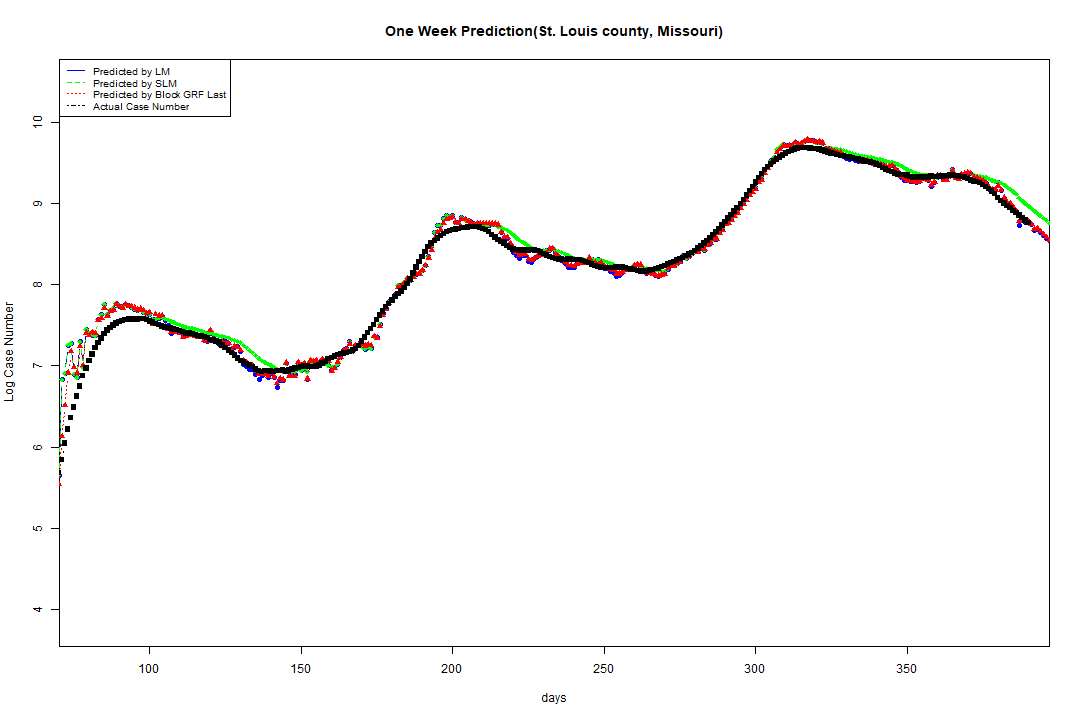 One Week Prediction(St. Louis county, Missouri)
Predicted by LM
Predicted by SLM
Predicted by Block GRF Last
Actual Case Number
10
9
8
7
6
5
4
Log Case Number
100 150 200 250 300 350
days